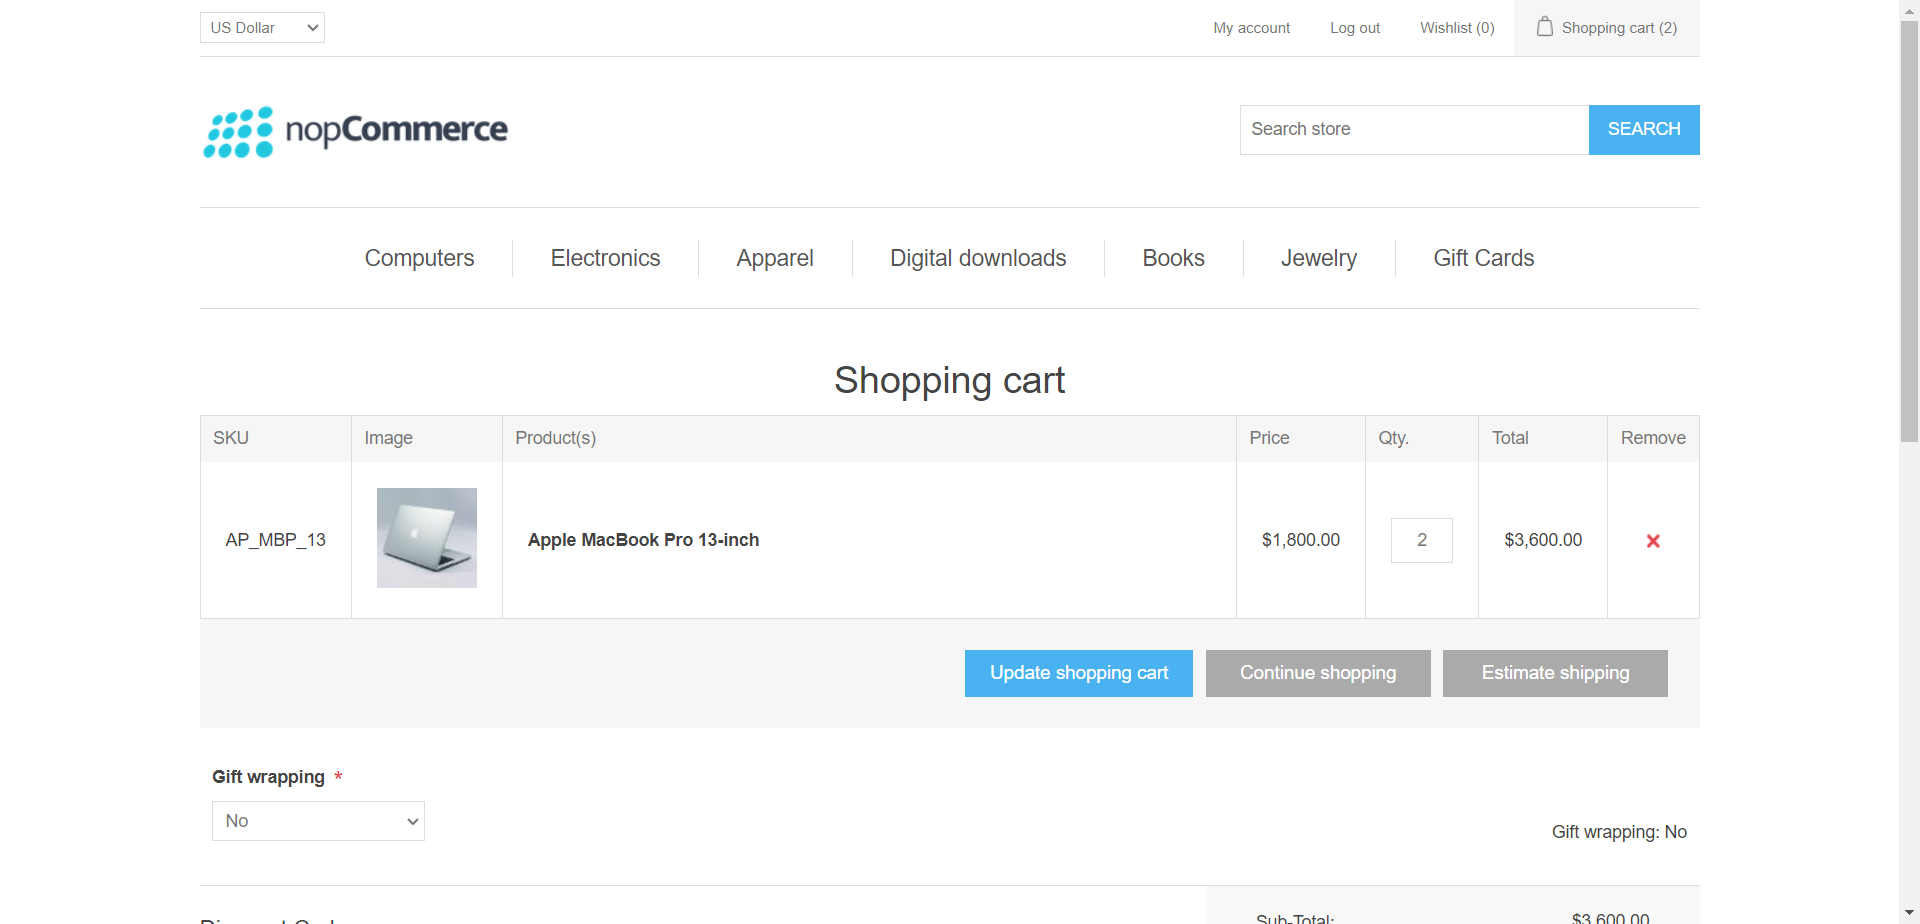 US Dollar
My account
Log out
Wishlist (0)
Shopping cart (2)
nopCommerce
Search store
SEARCH
Computers
Electronics
Apparel
Digital downloads
Books
Jewelry
Gift Cards
Shopping cart
SKU
Image
Product(s)
Price
Qty.
Total
Remove
AP_MBP_13
Apple MacBook Pro 13-inch
$1,800.00
2
$3,600.00
Update shopping cart
Continue shopping
Estimate shipping
Gift wrapping *
No
Gift wrapping: No
Sub-Total:
$3,600.00